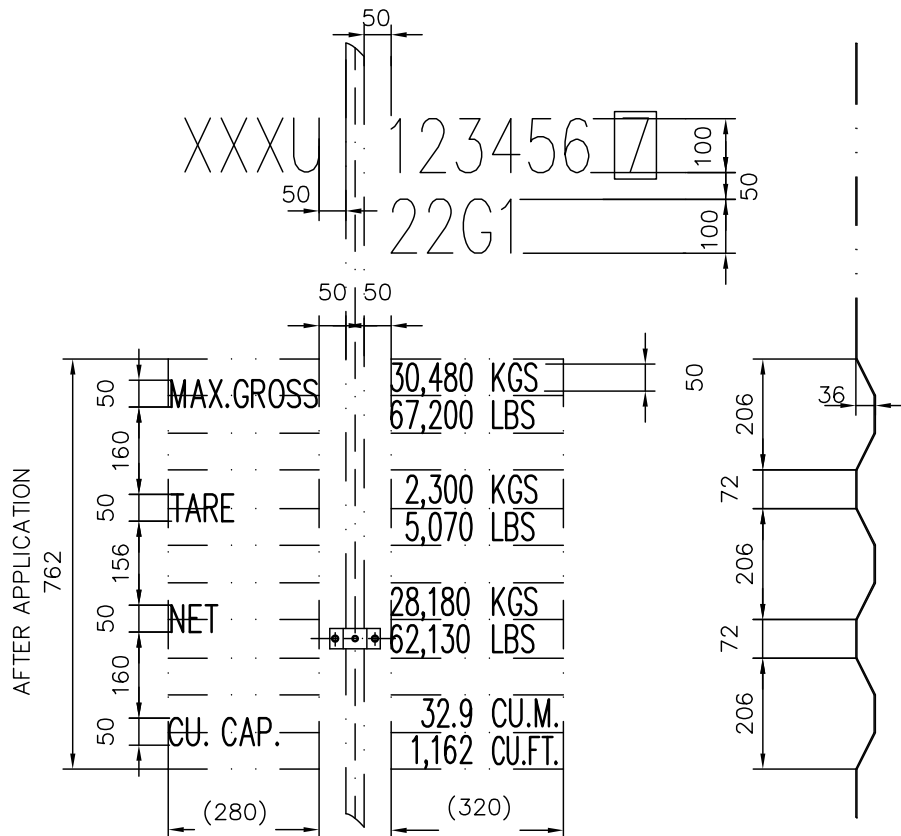 50
XXXU 123456 7
100
50
50
22G1
100
50 50
50 MAX.GROSS 30,480 KGS 50
67,200 LBS
36
206
160
AFTER APPLICATION
762
72
50 TARE 2,300 KGS
5,070 LBS
156
206
50 NET 28,180 KGS
62,130 LBS
72
160
206
50 CU. CAP. 32.9 CU.M.
1,162 CU.FT.
(280) (320)